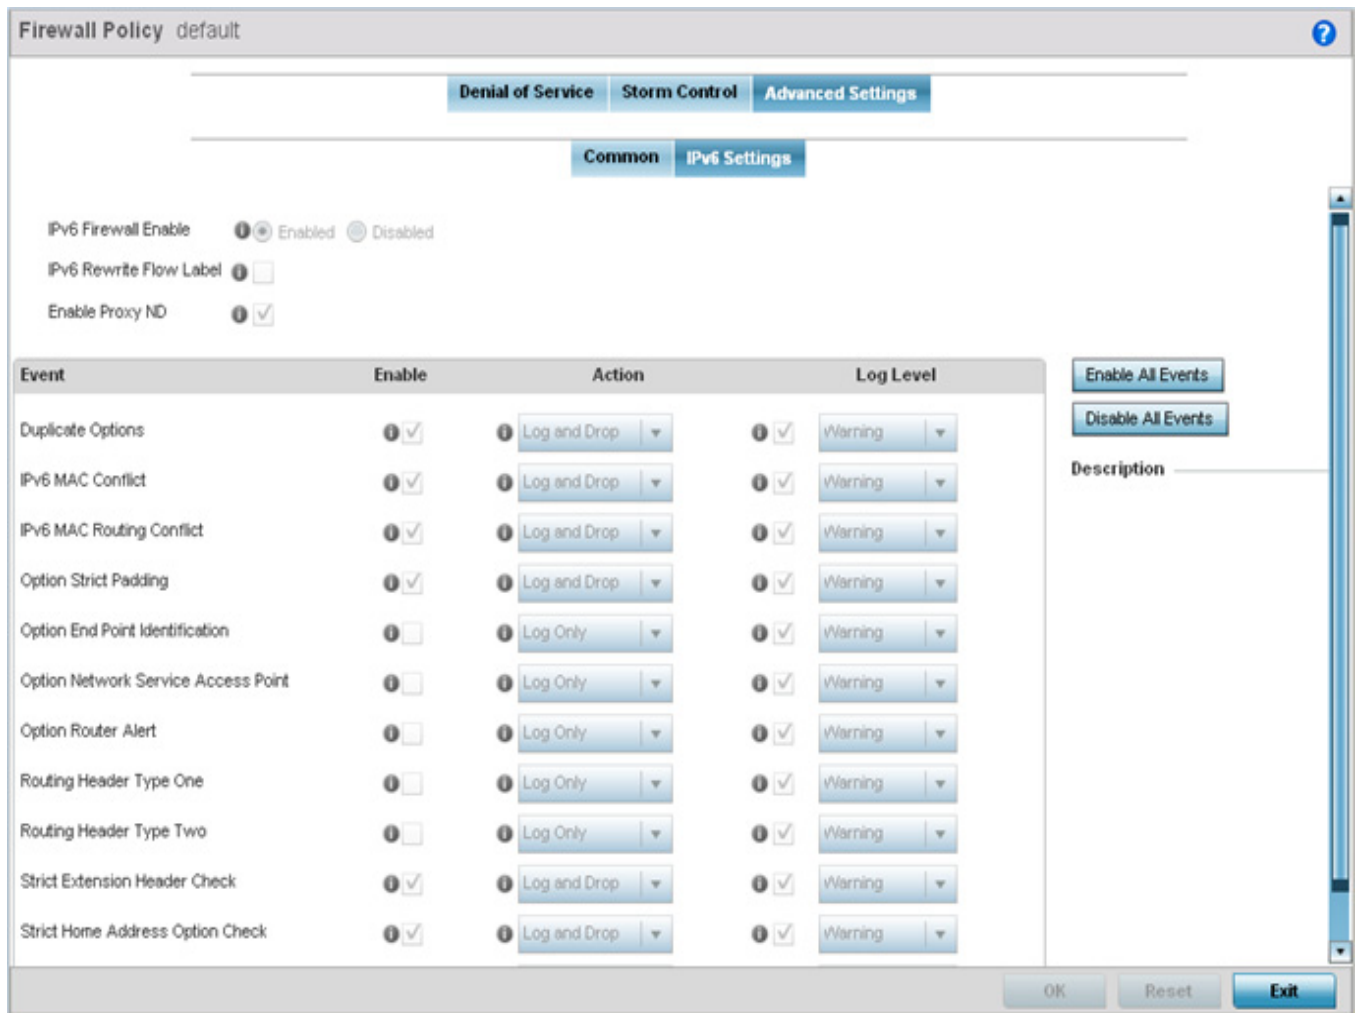 Firewall Policy default
Denial of Service Storm Control Advanced Settings
Common IPv6 Settings
IPv6 Firewall Enable Enabled Disabled
IPv6 Rewrite Flow Label
Enable Proxy ND
Event Enable Action Log Level
Enable All Events
Duplicate Options Log and Drop Warning
Disable All Events
Description
IPv6 MAC Conflict Log and Drop Warning
IPv6 MAC Routing Conflict Log and Drop Warning
Option Strict Padding Log and Drop Warning
Option End Point Identification Log Only Warning
Option Network Service Access Point Log Only Warning
Option Router Alert Log Only Warning
Routing Header Type One Log Only Warning
Routing Header Type Two Log Only Warning
Strict Extension Header Check Log and Drop Warning
Strict Home Address Option Check Log and Drop Warning
OK Reset Exit